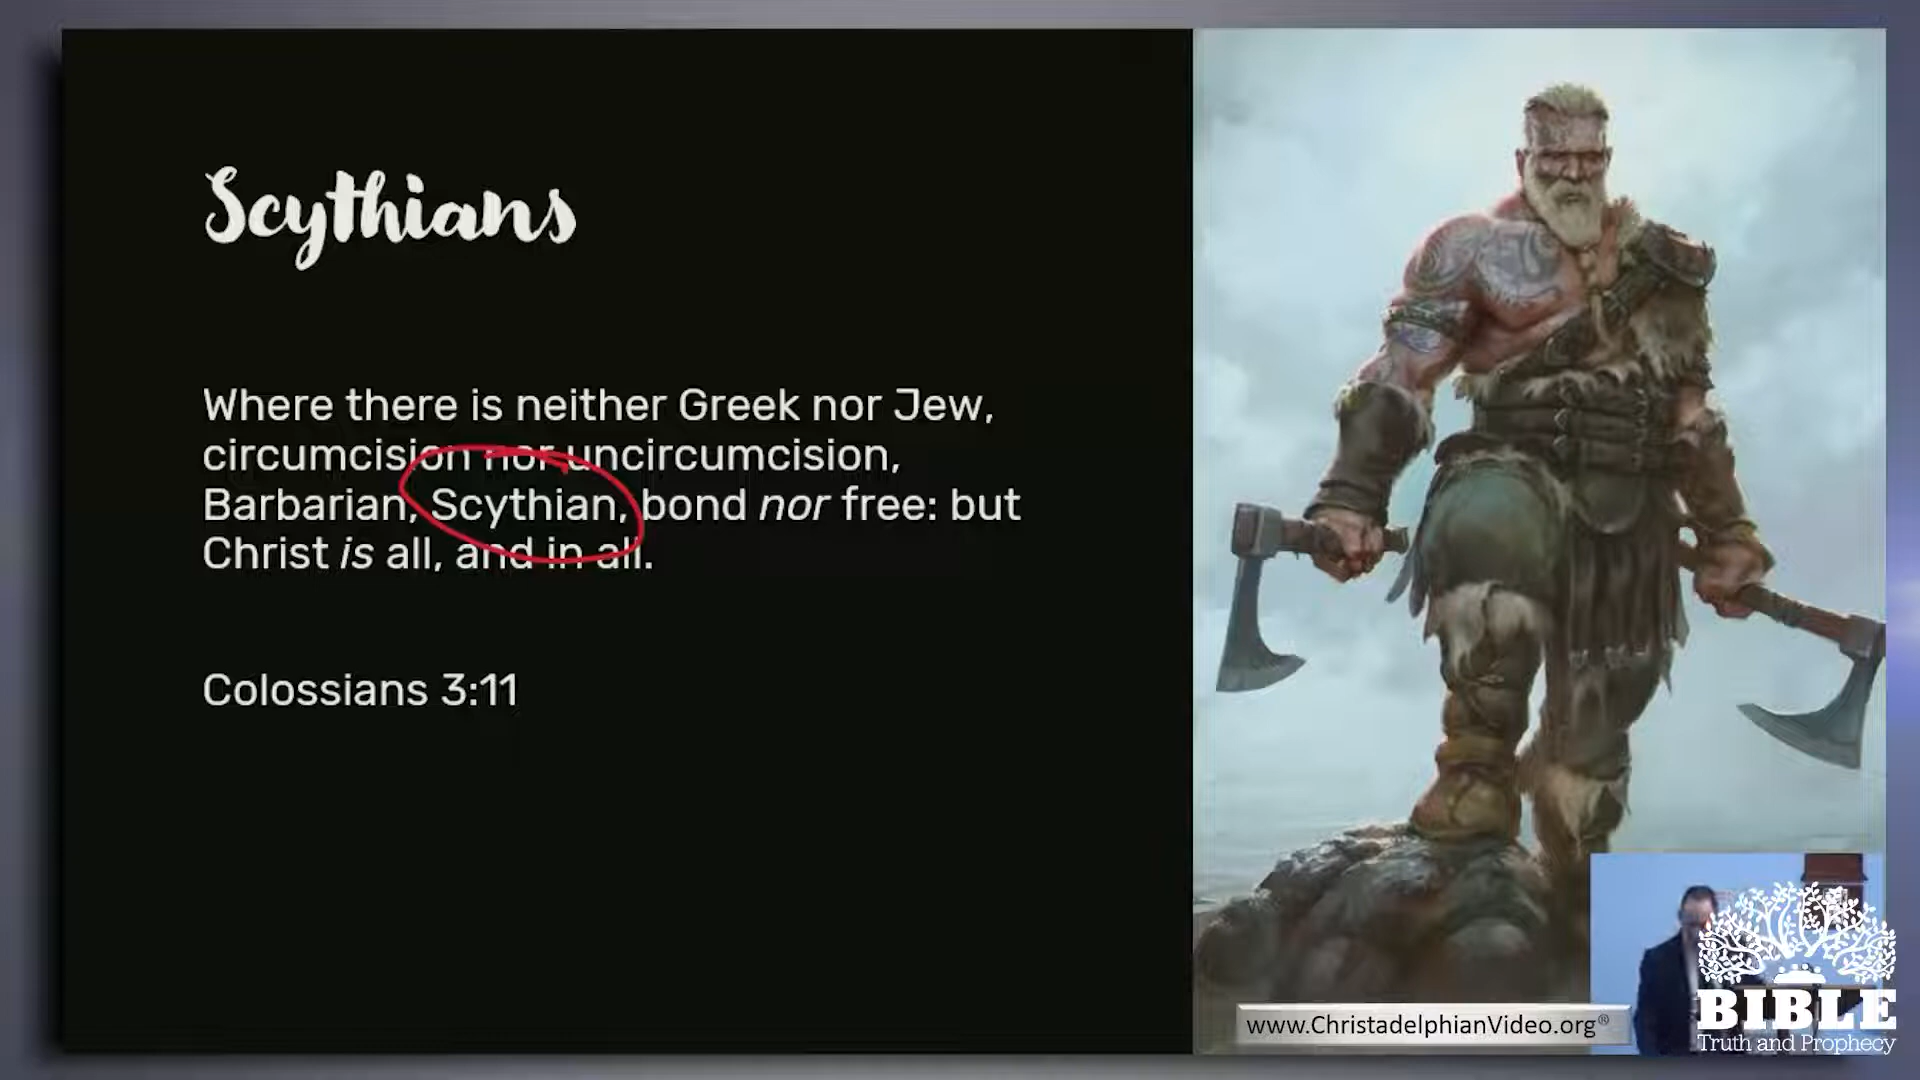 Scythians
Where there is neither Greek nor Jew,
circumcision nor uncircumcision,
Barbarian, Scythian, bond nor free: but
Christ is all, and in all.
Colossians 3:11
www.ChristadelphianVideo.org®
BIBLE
Truth and Prophecy